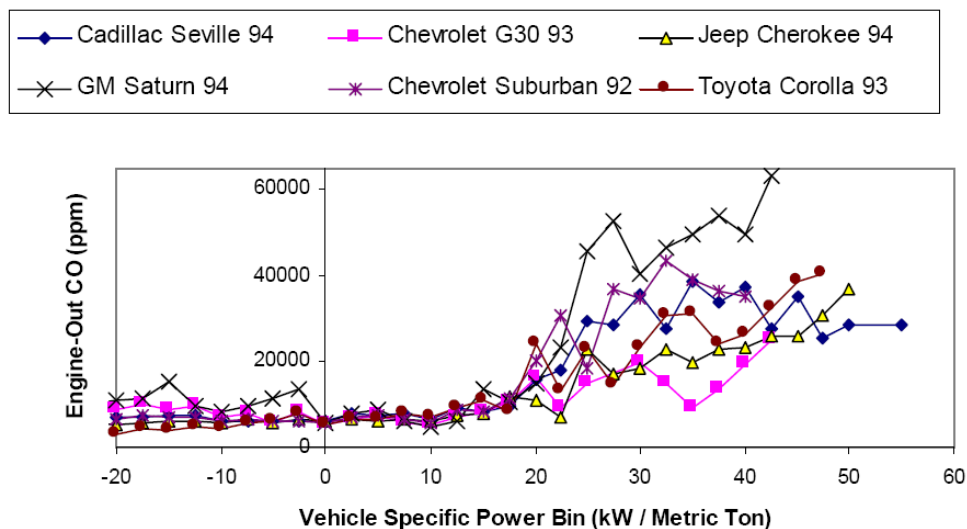 Cadillac Seville 94 Chevrolet G30 93 Jeep Cherokee 94
GM Saturn 94 Chevrolet Suburban 92 Toyota Corolla 93
60000
40000
20000
0
Engine-Out CO (ppm)
-20 -10 0 10 20 30 40 50 60
Vehicle Specific Power Bin (kW / Metric Ton)